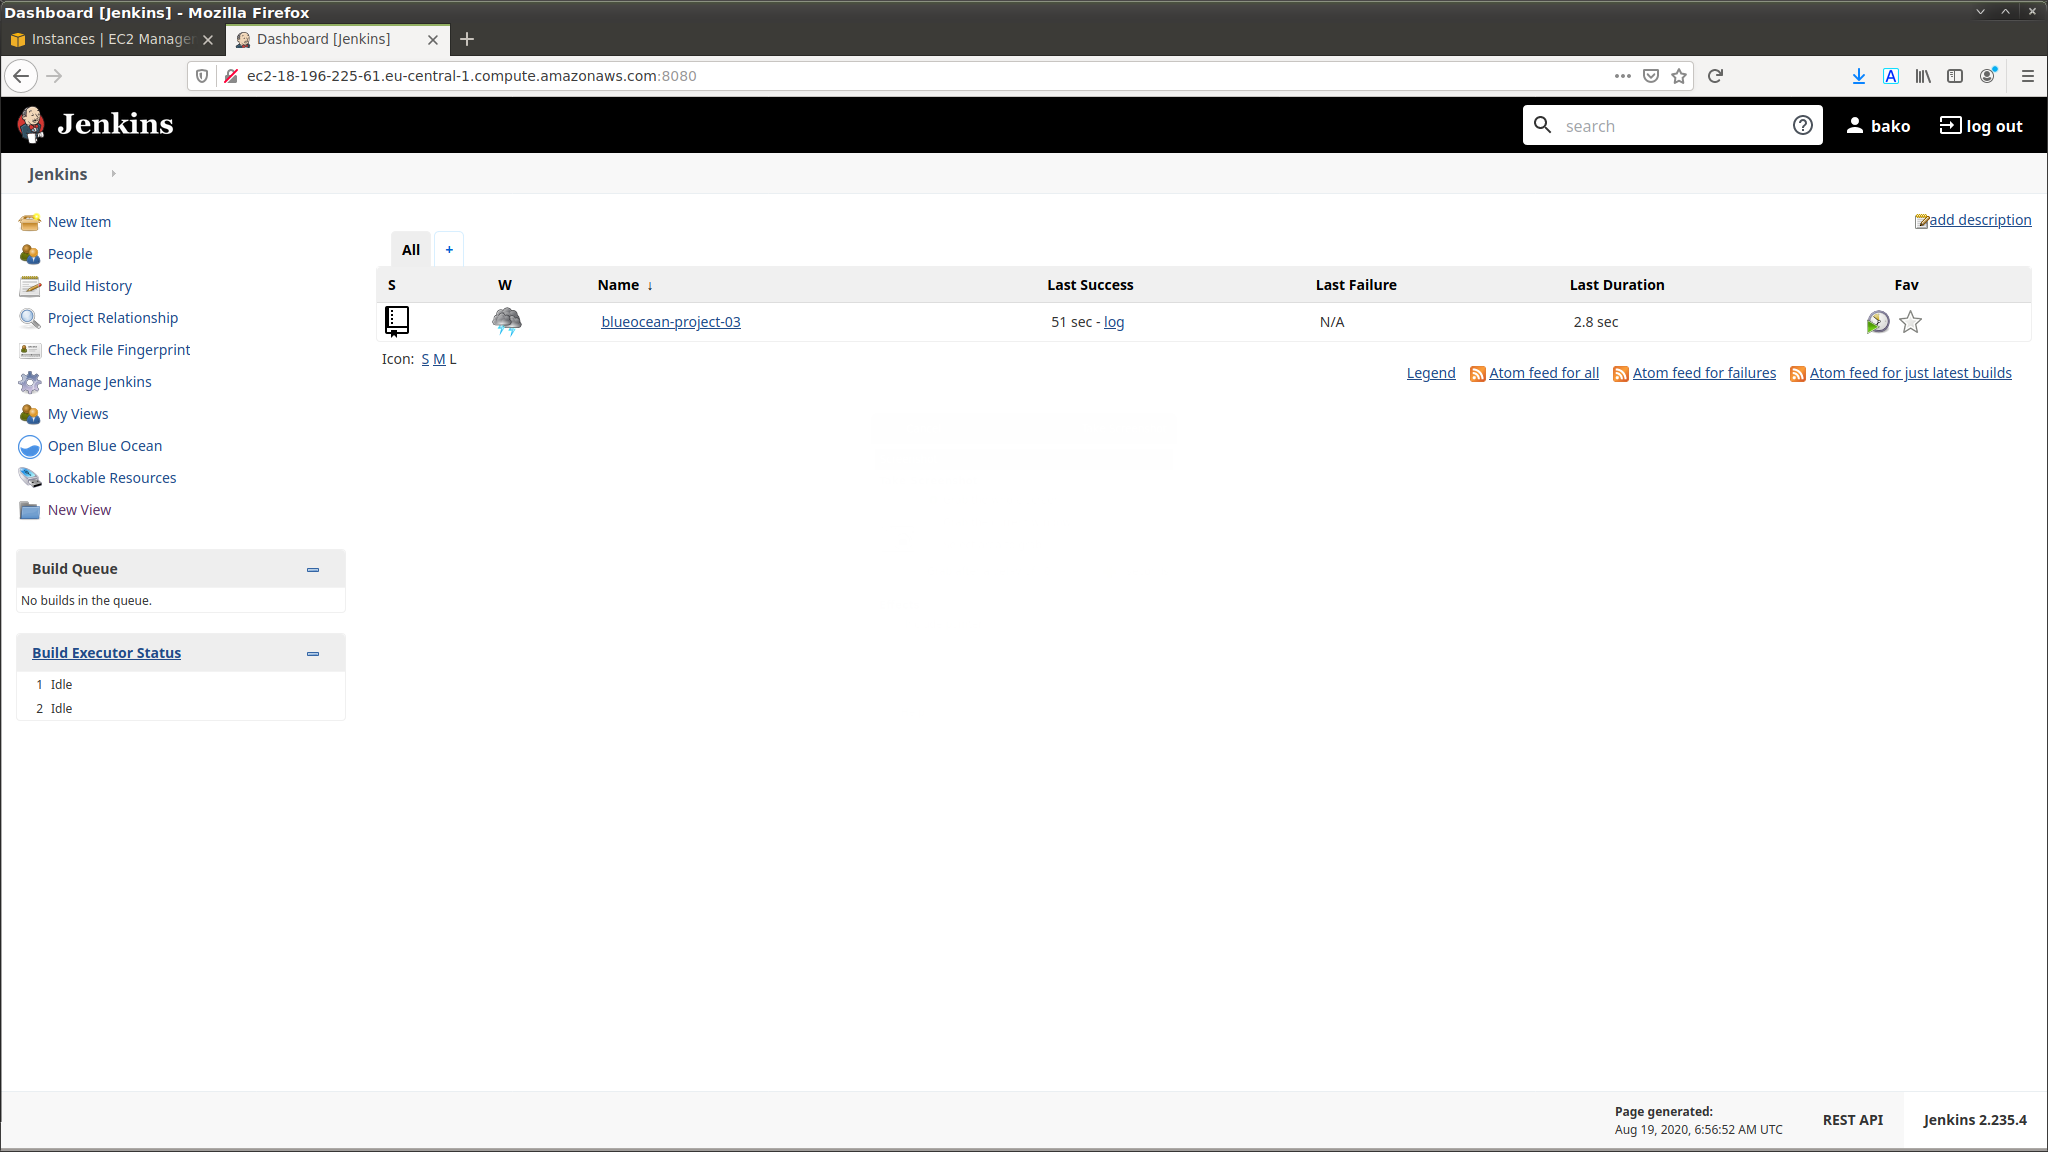 Dashboard [Jenkins] - Mozilla Firefox
Instances | EC2 Manage
Dashboard [Jenkins]
ec2-18-196-225-61.eu-central-1.compute.amazonaws.com:8080
Jenkins
search
bako
log out
Jenkins
New Item
People
Build History
Project Relationship
Check File Fingerprint
Manage Jenkins
My Views
Open Blue Ocean
Lockable Resources
New View
Build Queue
No builds in the queue.
Build Executor Status
1 Idle
2 Idle
add description
All +
S W Name ↓ Last Success Last Failure Last Duration Fav
blueocean-project-03 51 sec - log N/A 2.8 sec
Icon: S M L
Legend Atom feed for all Atom feed for failures Atom feed for just latest builds
Page generated:
Aug 19, 2020, 6:56:52 AM UTC
REST API
Jenkins 2.235.4